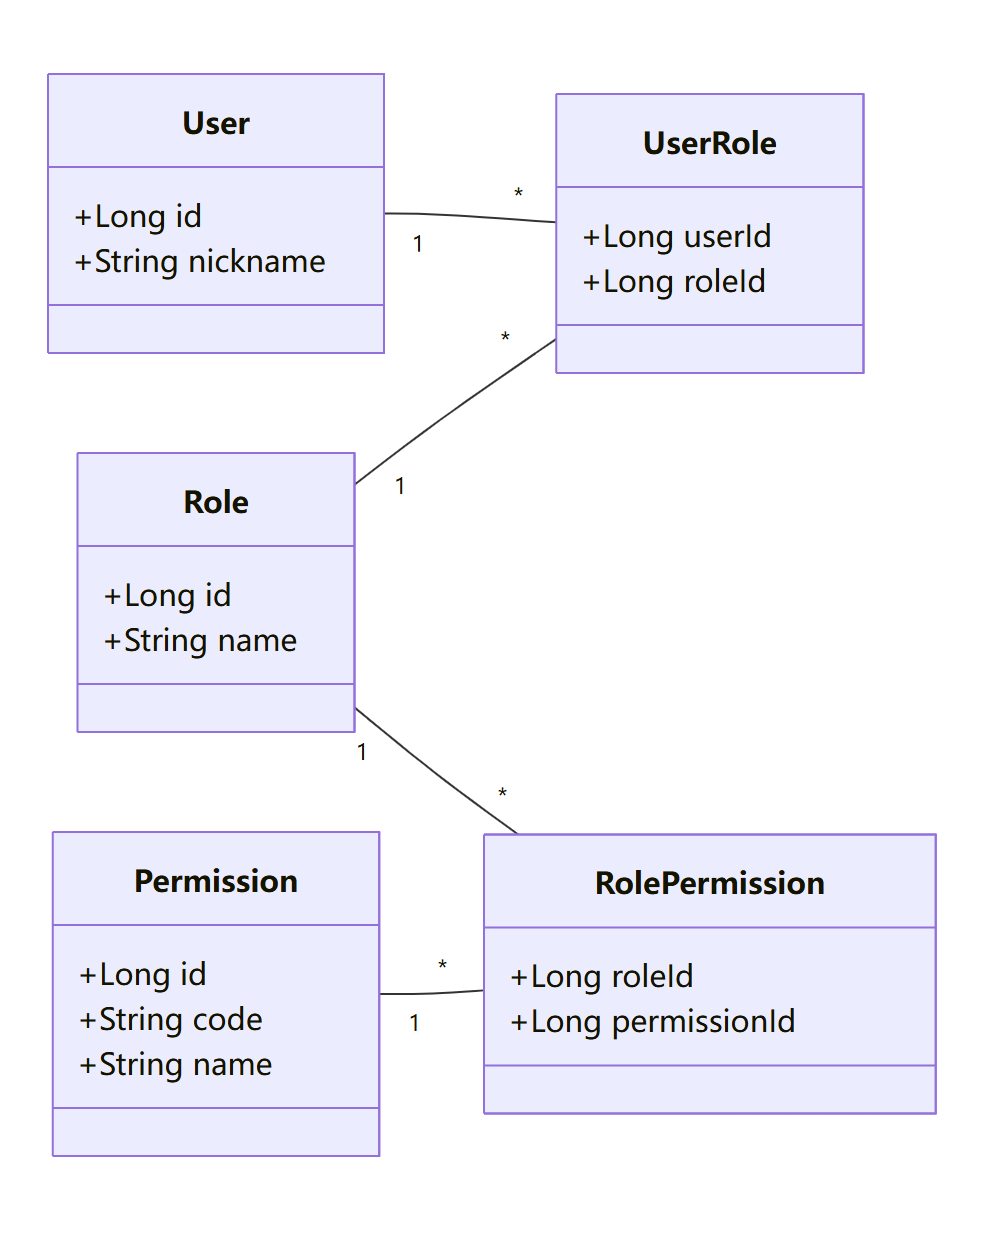 User
+Long id
+String nickname
1
*
UserRole
+Long userId
+Long roleId
*
1
Role
+Long id
+String name
1
*
Permission
+Long id
+String code
+String name
1
*
RolePermission
+Long roleId
+Long permissionId